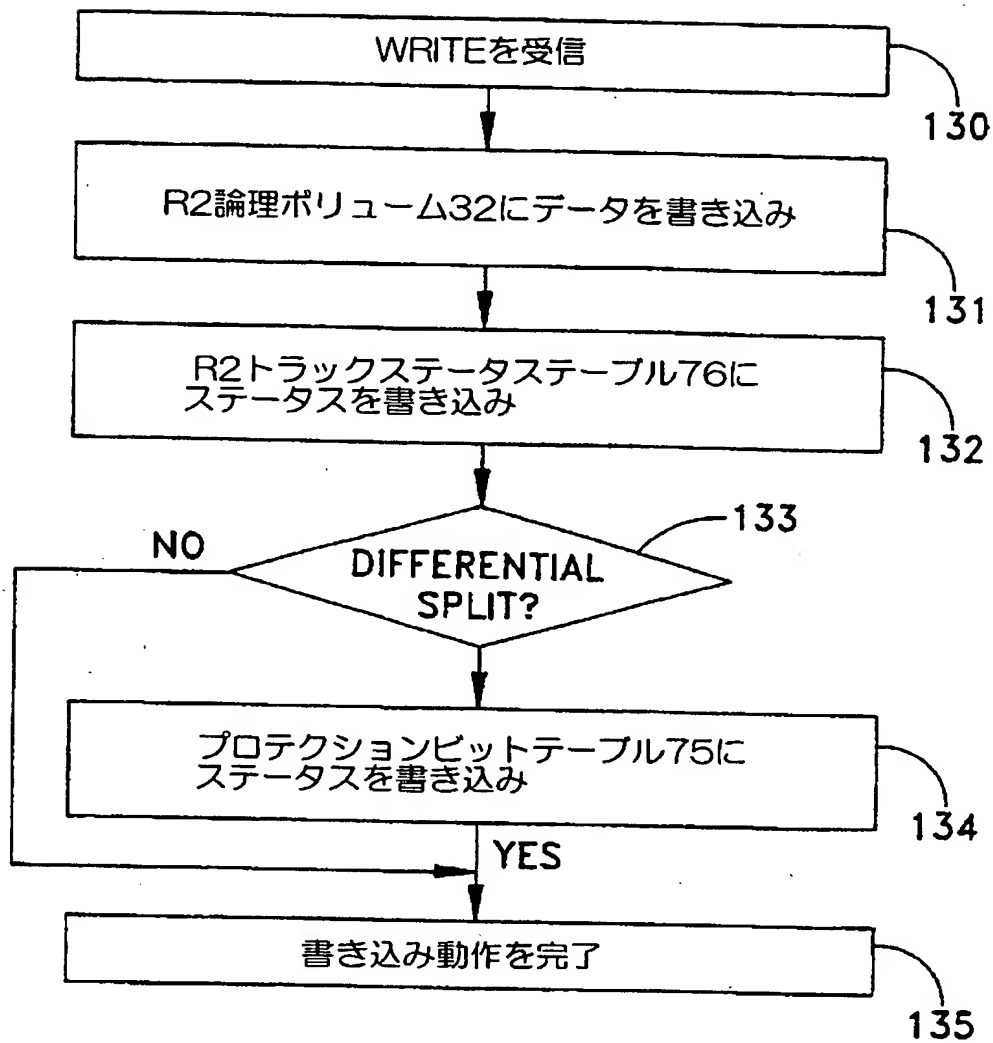 WRITEを受信
130
R2論理ボリューム32にデータを書き込み
131
R2トラックステータステーブル76に
ステータスを書き込み
132
133
NO
DIFFERENTIAL
SPLIT?
プロテクションビットテーブル75に
ステータスを書き込み
134
YES
書き込み動作を完了
135